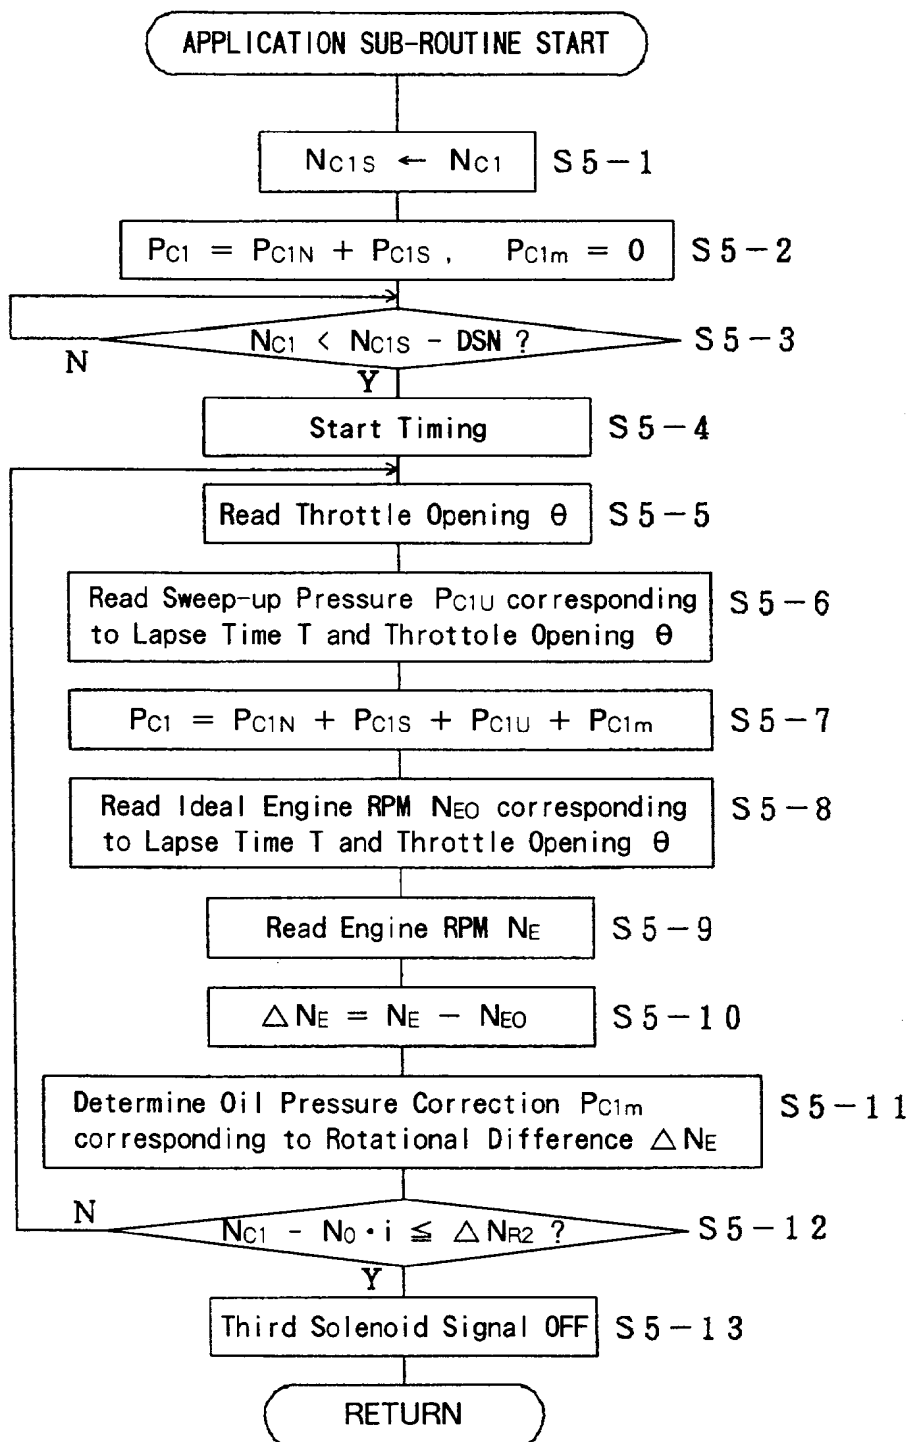 APPLICATION SUB-ROUTINE START
NC1S ← NC1 S5-1
PC1 = PC1N + PC1S , PC1m = 0 S5-2
NC1 < NC1S - DSN ? S5-3
N
Y
Start Timing S5-4
Read Throttle Opening θ S5-5
Read Sweep-up Pressure PC1U corresponding S5-6
to Lapse Time T and Throttole Opening θ
PC1 = PC1N + PC1S + PC1U + PC1m S5-7
Read Ideal Engine RPM NEO corresponding S5-8
to Lapse Time T and Throttle Opening θ
Read Engine RPM NE S5-9
△NE = NE - NEO S5-10
Determine Oil Pressure Correction PC1m S5-11
corresponding to Rotational Difference △NE
N
NC1 - NO・i ≦ △NR2 ? S5-12
Y
Third Solenoid Signal OFF S5-13
RETURN